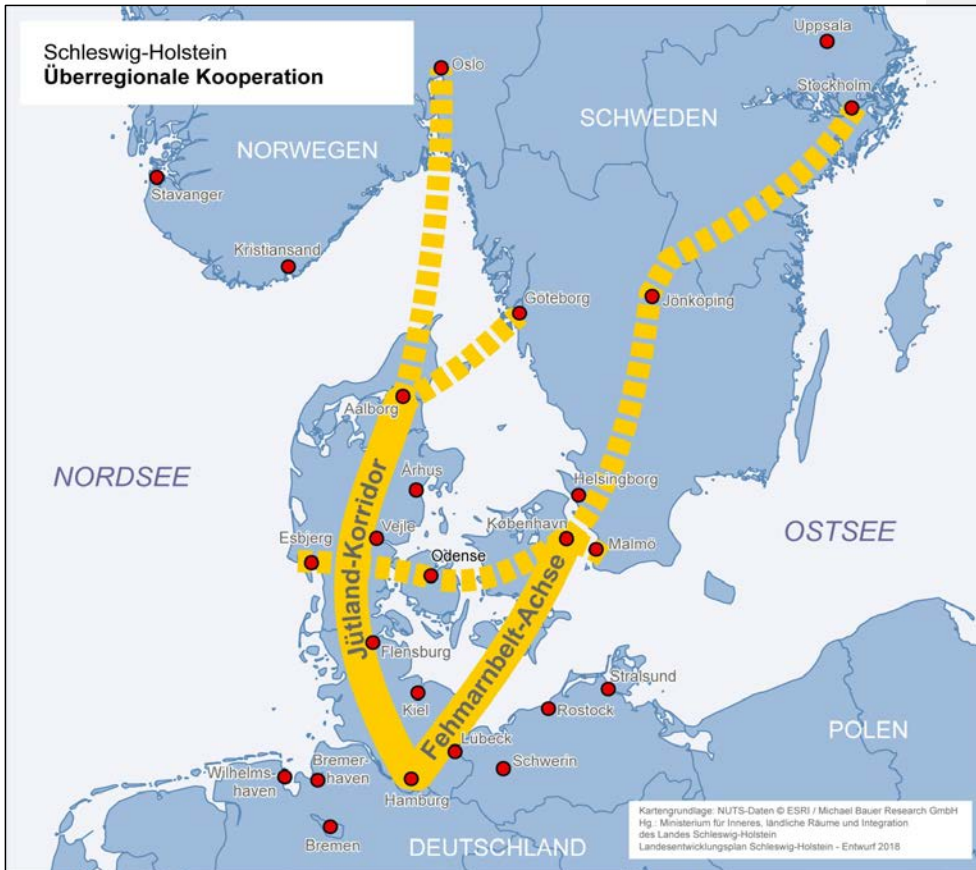 Schleswig-Holstein
Überregionale Kooperation
Uppsala
Oslo
Stockholm
SCHWEDEN
NORWEGEN
Stavanger
Kristiansand
Göteborg
Jönköping
Aalborg
NORDSEE
Århus
Helsingborg
Jütland-Korridor
Vejle
København
OSTSEE
Esbjerg
Odense
Malmö
Fehmarnbelt-Achse
Flensburg
Stralsund
Kiel
Rostock
POLEN
Lübeck
Schwerin
Wilhelms-
haven
Bremer-
haven
Hamburg
Bremen
DEUTSCHLAND
Kartengrundlage: NUTS-Daten © ESRI / Michael Bauer Research GmbH
Hg.: Ministerium für Inneres, ländliche Räume und Integration
des Landes Schleswig-Holstein
Landesentwicklungsplan Schleswig-Holstein - Entwurf 2018